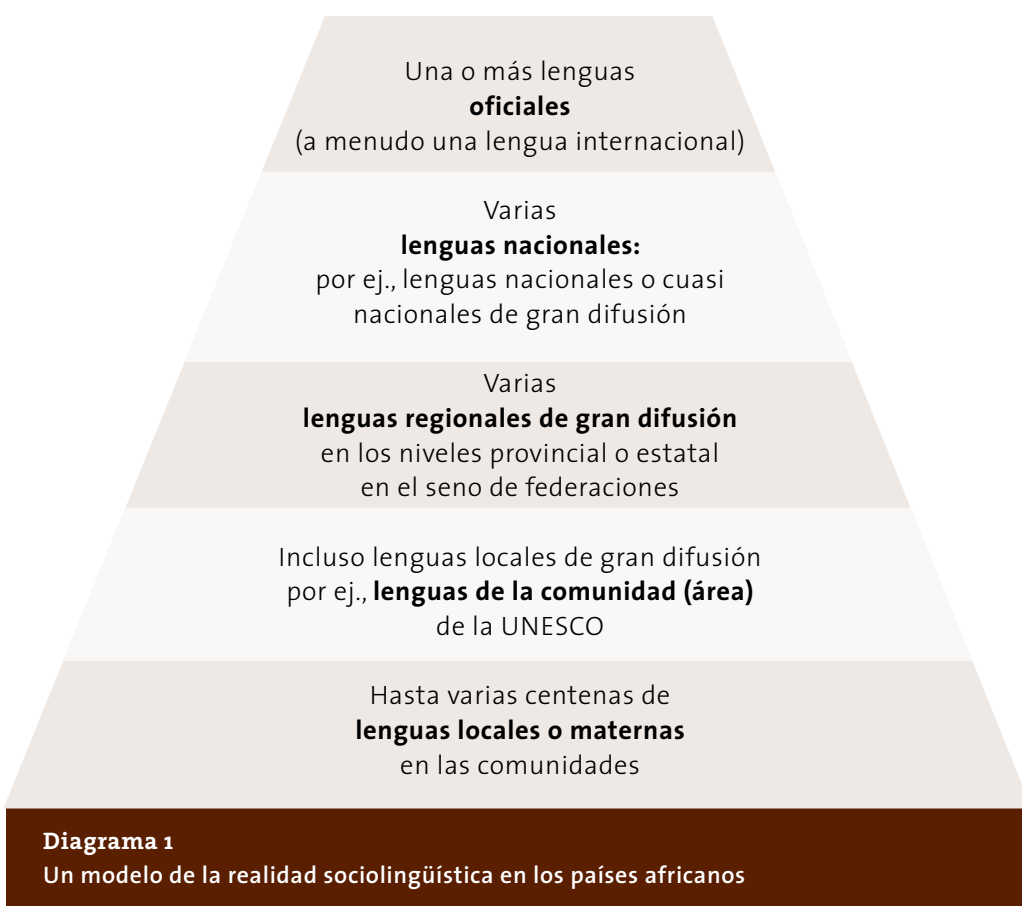 Una o más lenguas
oficiales
(a menudo una lengua internacional)
Varias
lenguas nacionales:
por ej., lenguas nacionales o cuasi
nacionales de gran difusión
Varias
lenguas regionales de gran difusión
en los niveles provincial o estatal
en el seno de federaciones
Incluso lenguas locales de gran difusión
por ej., lenguas de la comunidad (área)
de la UNESCO
Hasta varias centenas de
lenguas locales o maternas
en las comunidades
Diagrama 1
Un modelo de la realidad sociolingüística en los países africanos